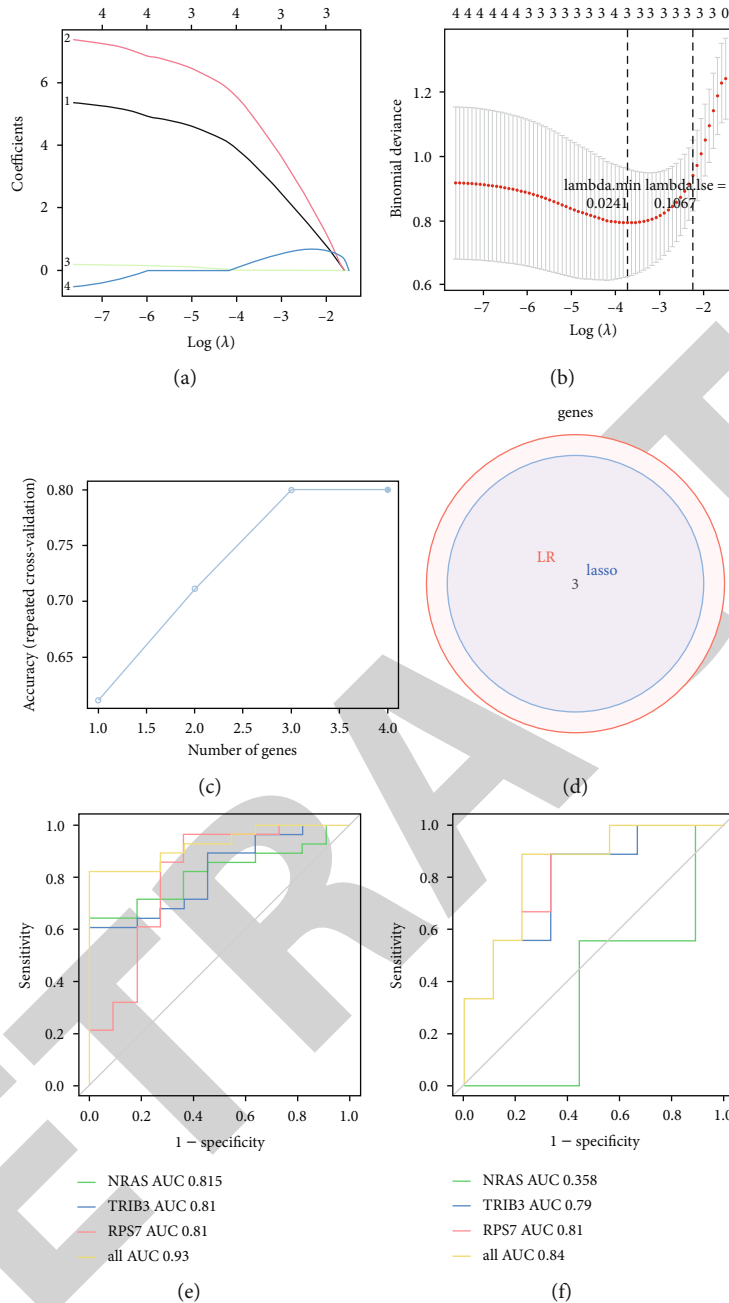 4 4 4 3 3 3
2
1
3
4
6
4
2
0
Coefficients
–7 –6 –5 –4 –3 –2
Log (λ)
(a)
4 4 4 4 4 4 4 3 3 3 3 3 3 3 3 3 0
1.2
1.0
0.8
0.6
Binomial deviance
lambda.min lambda.lse =
0.0241 0.1067
–7 –6 –5 –4 –3 –2
Log (λ)
(b)
0.80
0.75
0.70
0.65
Accuracy (repeated cross-validation)
1.0 1.5 2.0 2.5 3.0 3.5 4.0
Number of genes
(c)
genes
LR
lasso
3
(d)
1.0
0.8
0.6
0.4
0.2
0.0
Sensitivity
0.0 0.2 0.4 0.6 0.8 1.0
1 – specificity
NRAS AUC 0.815
TRIB3 AUC 0.81
RPS7 AUC 0.81
all AUC 0.93
(e)
1.0
0.8
0.6
0.4
0.2
0.0
Sensitivity
0.0 0.2 0.4 0.6 0.8 1.0
1 – specificity
NRAS AUC 0.358
TRIB3 AUC 0.79
RPS7 AUC 0.81
all AUC 0.84
(f)